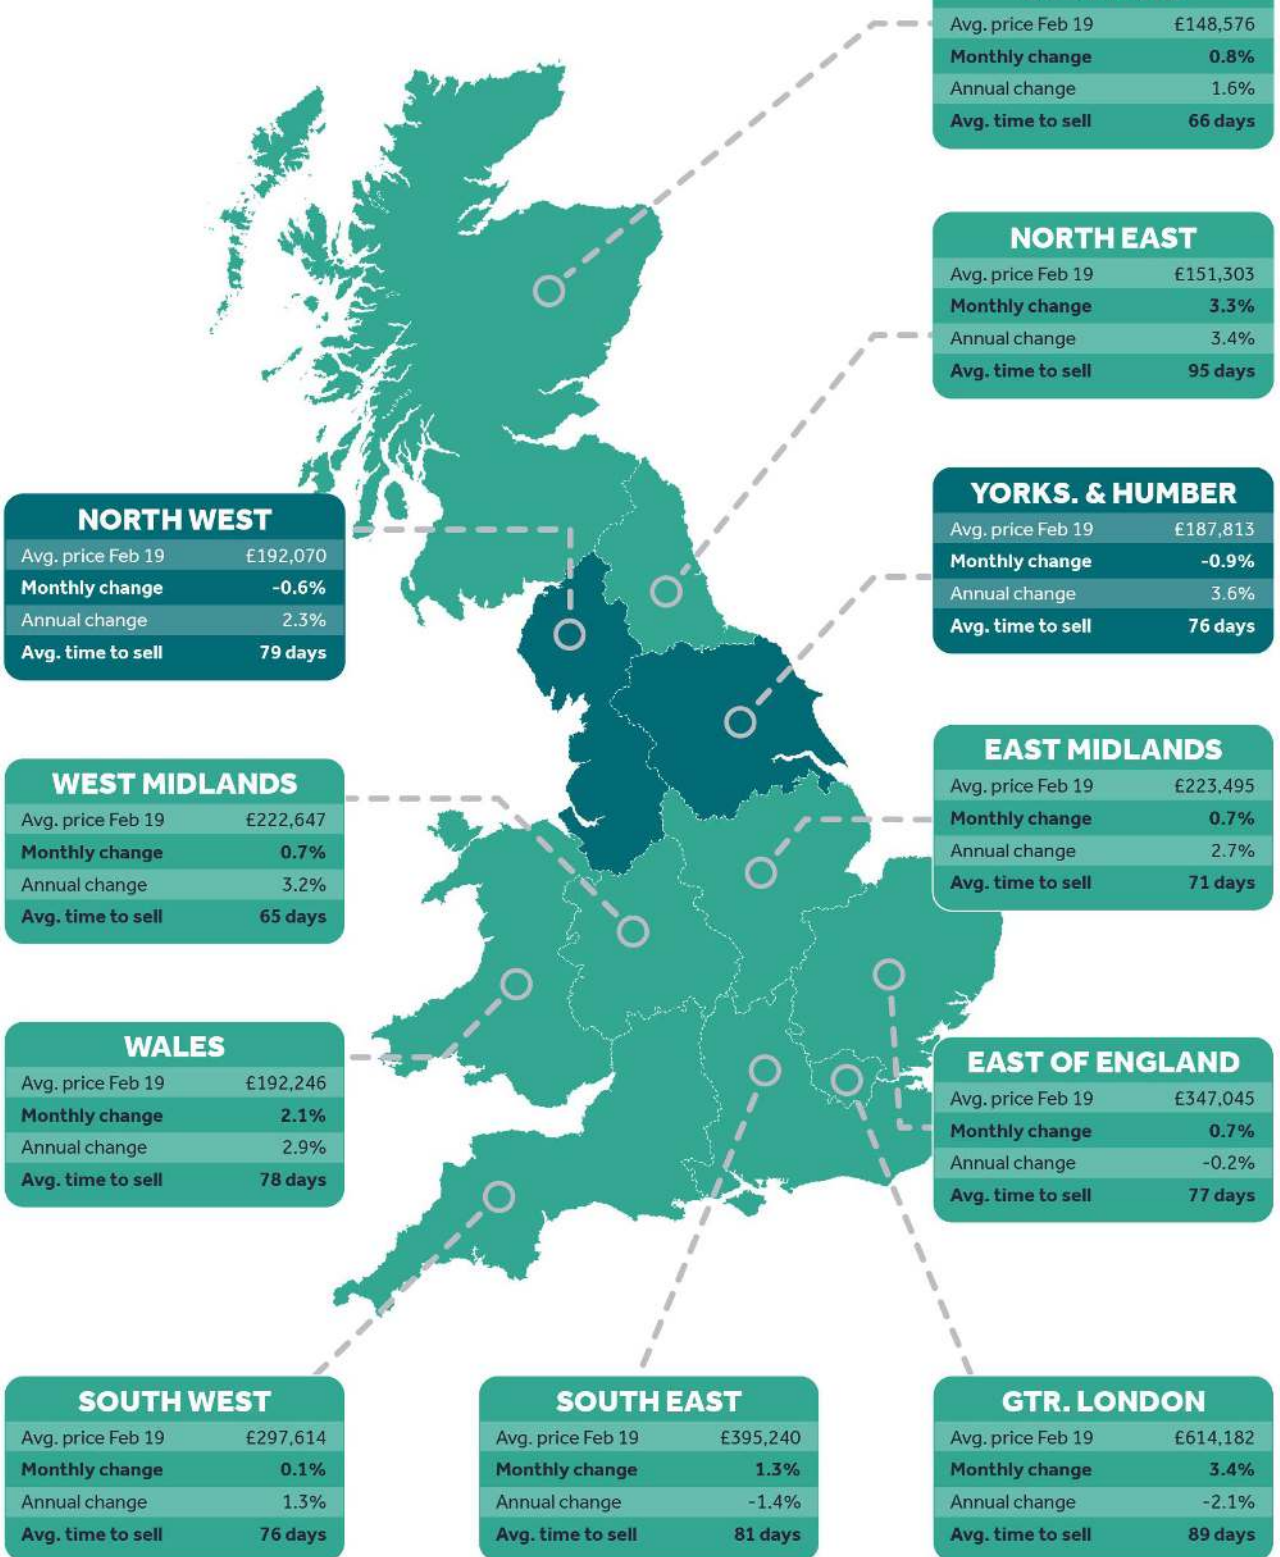 Avg. price Feb 19 £148,576
Monthly change 0.8%
Annual change 1.6%
Avg. time to sell 66 days
NORTH EAST
Avg. price Feb 19 £151,303
Monthly change 3.3%
Annual change 3.4%
Avg. time to sell 95 days
NORTH WEST
Avg. price Feb 19 £192,070
Monthly change -0.6%
Annual change 2.3%
Avg. time to sell 79 days
YORKS. & HUMBER
Avg. price Feb 19 £187,813
Monthly change -0.9%
Annual change 3.6%
Avg. time to sell 76 days
WEST MIDLANDS
Avg. price Feb 19 £222,647
Monthly change 0.7%
Annual change 3.2%
Avg. time to sell 65 days
EAST MIDLANDS
Avg. price Feb 19 £223,495
Monthly change 0.7%
Annual change 2.7%
Avg. time to sell 71 days
WALES
Avg. price Feb 19 £192,246
Monthly change 2.1%
Annual change 2.9%
Avg. time to sell 78 days
EAST OF ENGLAND
Avg. price Feb 19 £347,045
Monthly change 0.7%
Annual change -0.2%
Avg. time to sell 77 days
SOUTH WEST
Avg. price Feb 19 £297,614
Monthly change 0.1%
Annual change 1.3%
Avg. time to sell 76 days
SOUTH EAST
Avg. price Feb 19 £395,240
Monthly change 1.3%
Annual change -1.4%
Avg. time to sell 81 days
GTR. LONDON
Avg. price Feb 19 £614,182
Monthly change 3.4%
Annual change -2.1%
Avg. time to sell 89 days